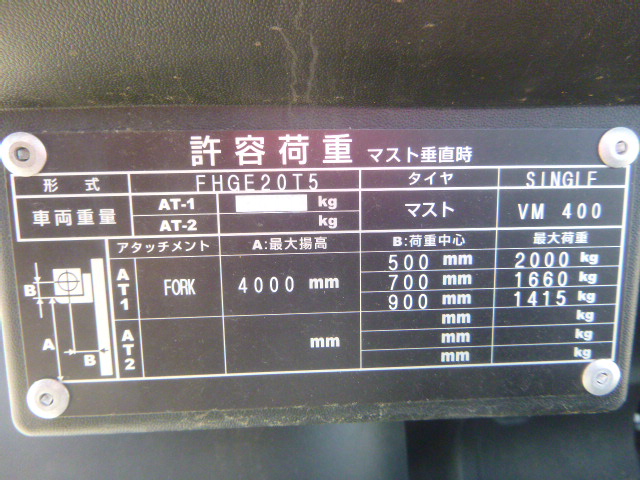 許容荷重 マスト垂直時
形式 FHGE20T5 タイヤ SINGLE
車両重量 AT-1 kg マスト VM 400
AT-2 kg
アタッチメント A:最大揚高 B:荷重中心 最大荷重
AT1 FORK 4000 mm 500 mm 2000 kg
700 mm 1660 kg
900 mm 1415 kg
mm kg
AT2 mm mm kg
mm kg
B
A
B